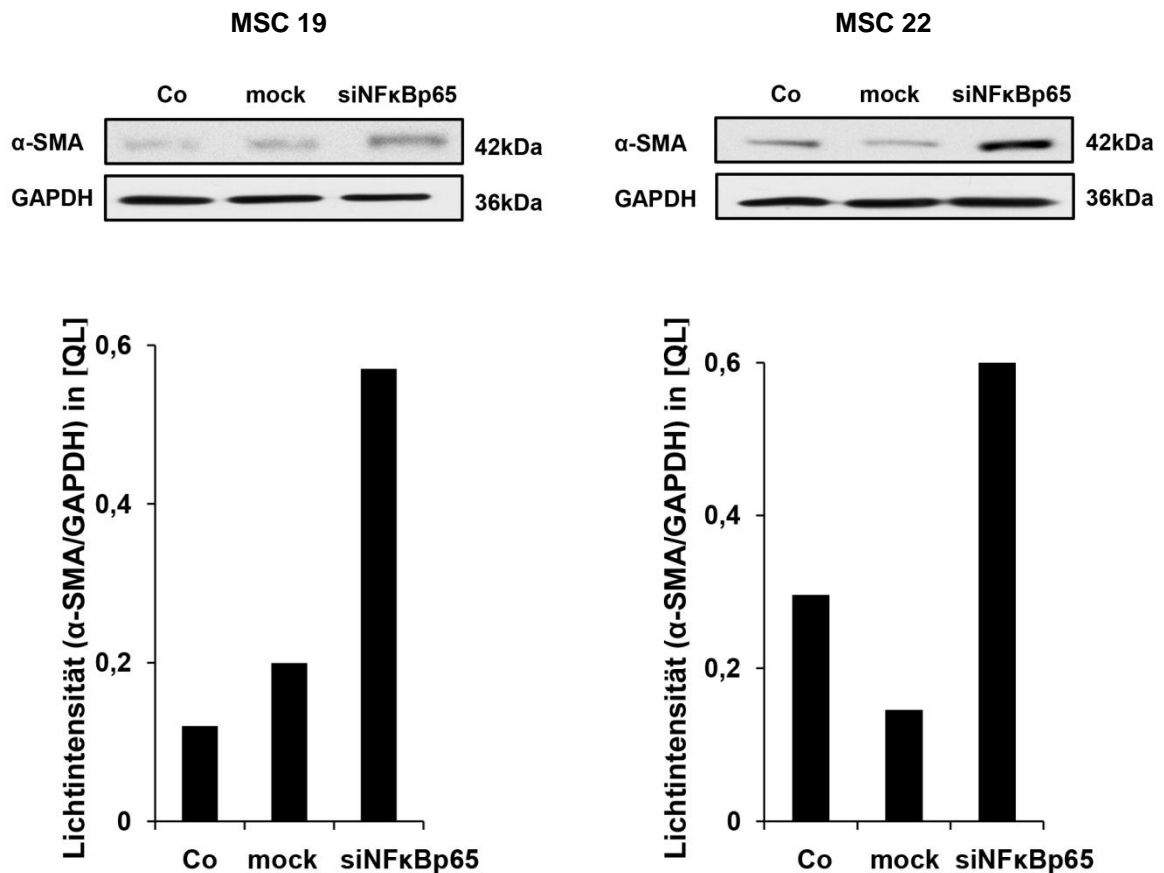 MSC 19
Co mock siNFκBp65
α-SMA 42kDa
GAPDH 36kDa
Lichtintensität (α-SMA/GAPDH) in [QL]
0,6
0,4
0,2
0
Co mock siNFκBp65
MSC 22
Co mock siNFκBp65
α-SMA 42kDa
GAPDH 36kDa
Lichtintensität (α-SMA/GAPDH) in [QL]
0,6
0,4
0,2
0
Co mock siNFκBp65